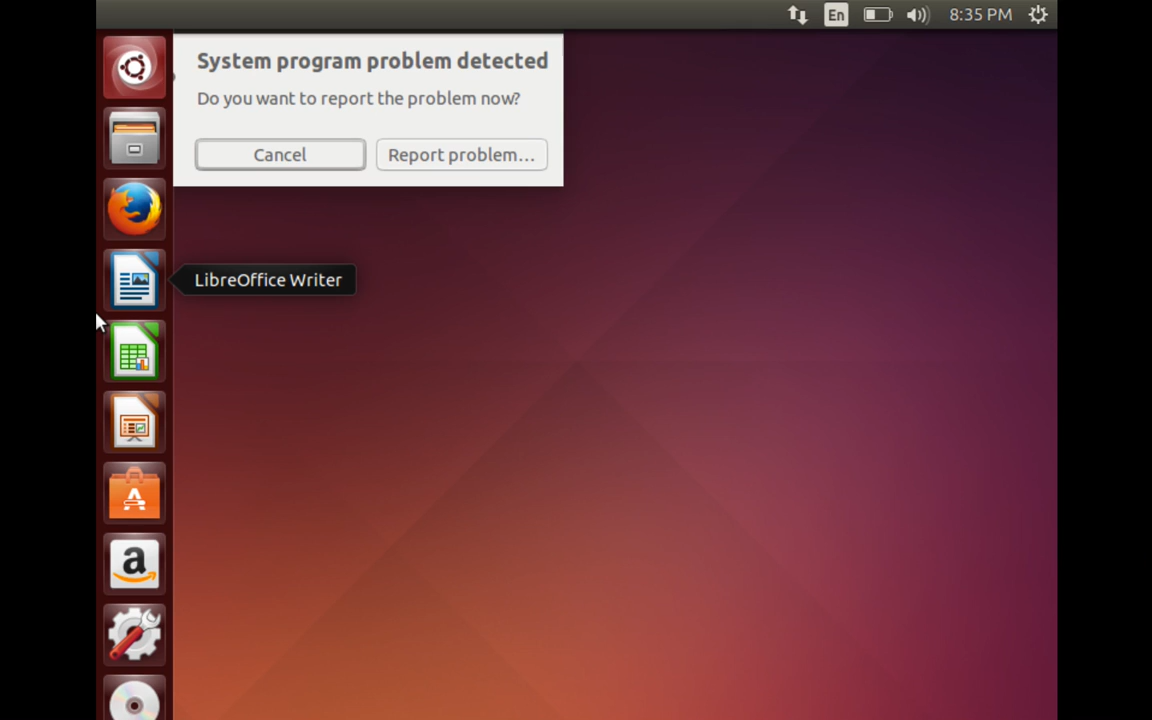 En
8:35 PM
System program problem detected
Do you want to report the problem now?
Cancel
Report problem...
LibreOffice Writer